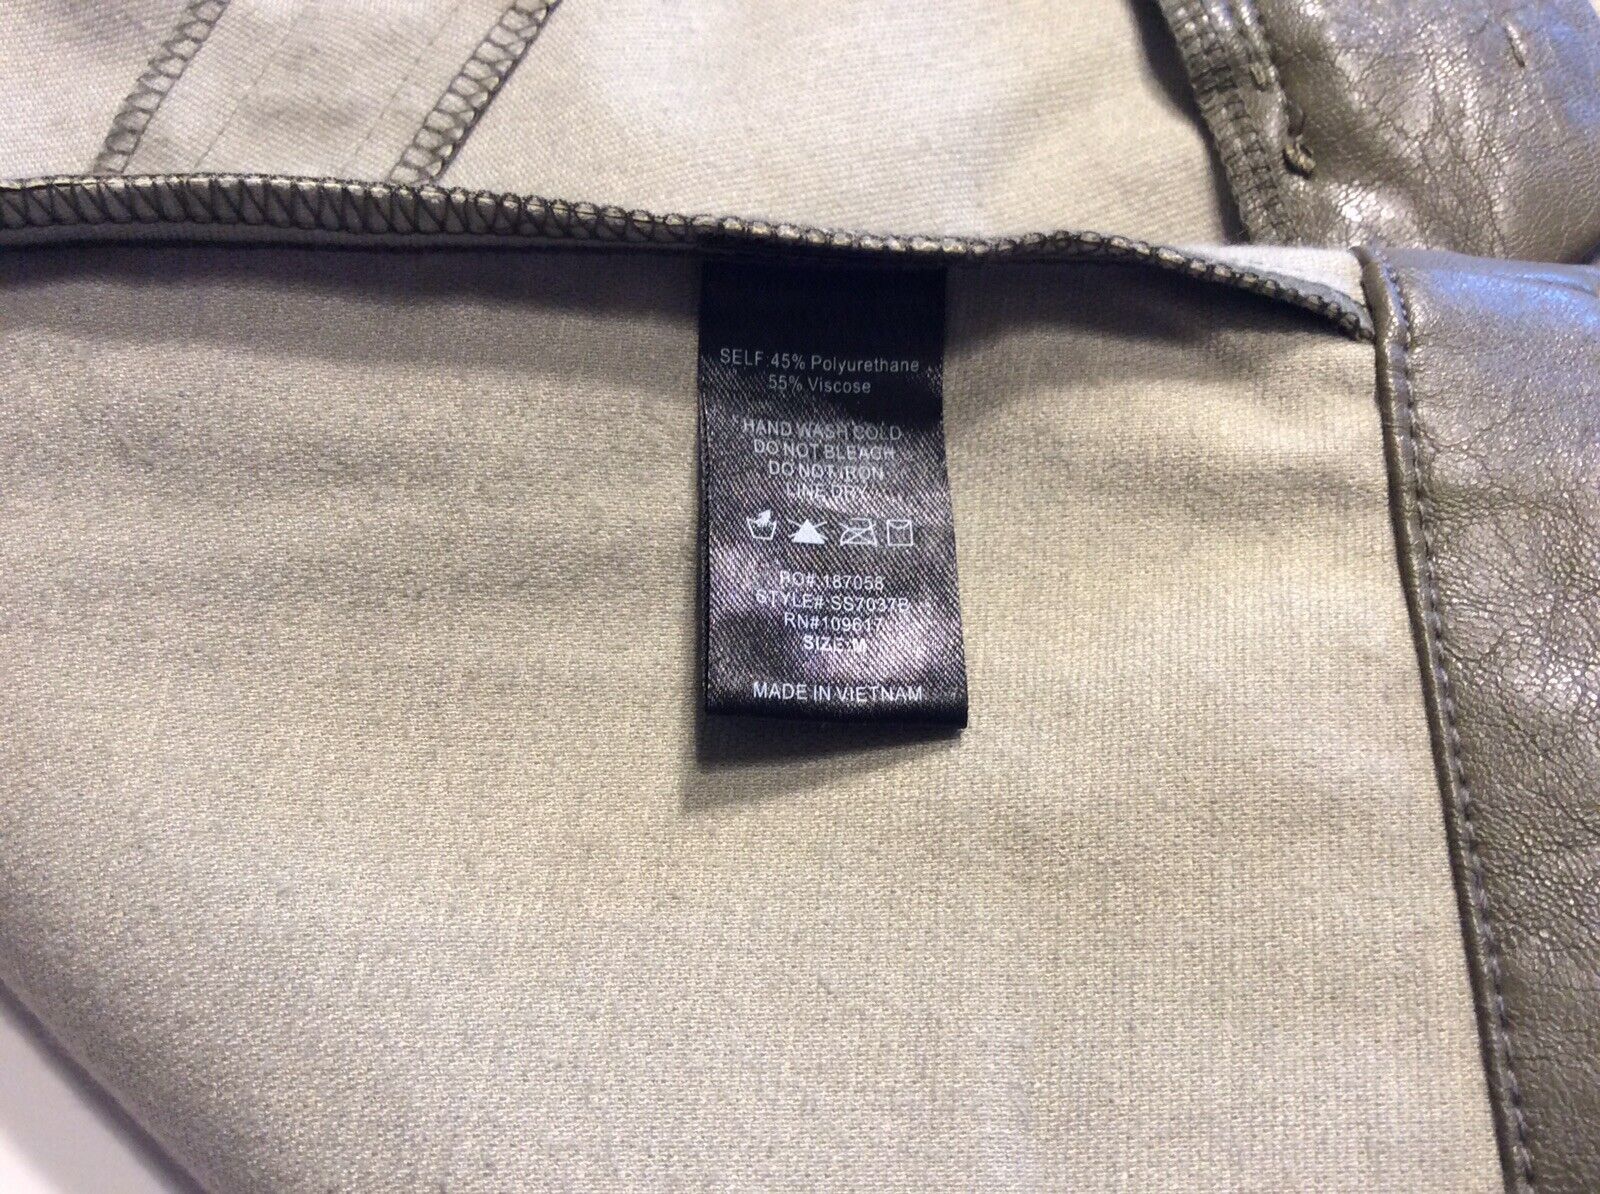 SELF: 45% Polyurethane
55% Viscose
HAND WASH COLD
DO NOT BLEACH
DO NOT IRON
LINE DRY
PO# 187058
STYLE# SS7037B
RN#109617
SIZE:M
MADE IN VIETNAM